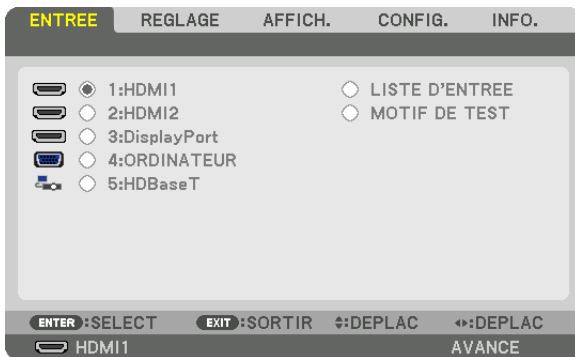 ENTREE REGLAGE AFFICH. CONFIG. INFO.
1:HDMI1
2:HDMI2
3:DisplayPort
4:ORDINATEUR
5:HDBaseT
LISTE D'ENTREE
MOTIF DE TEST
ENTER :SELECT EXIT :SORTIR :DEPLAC :DEPLAC
HDMI1 AVANCE